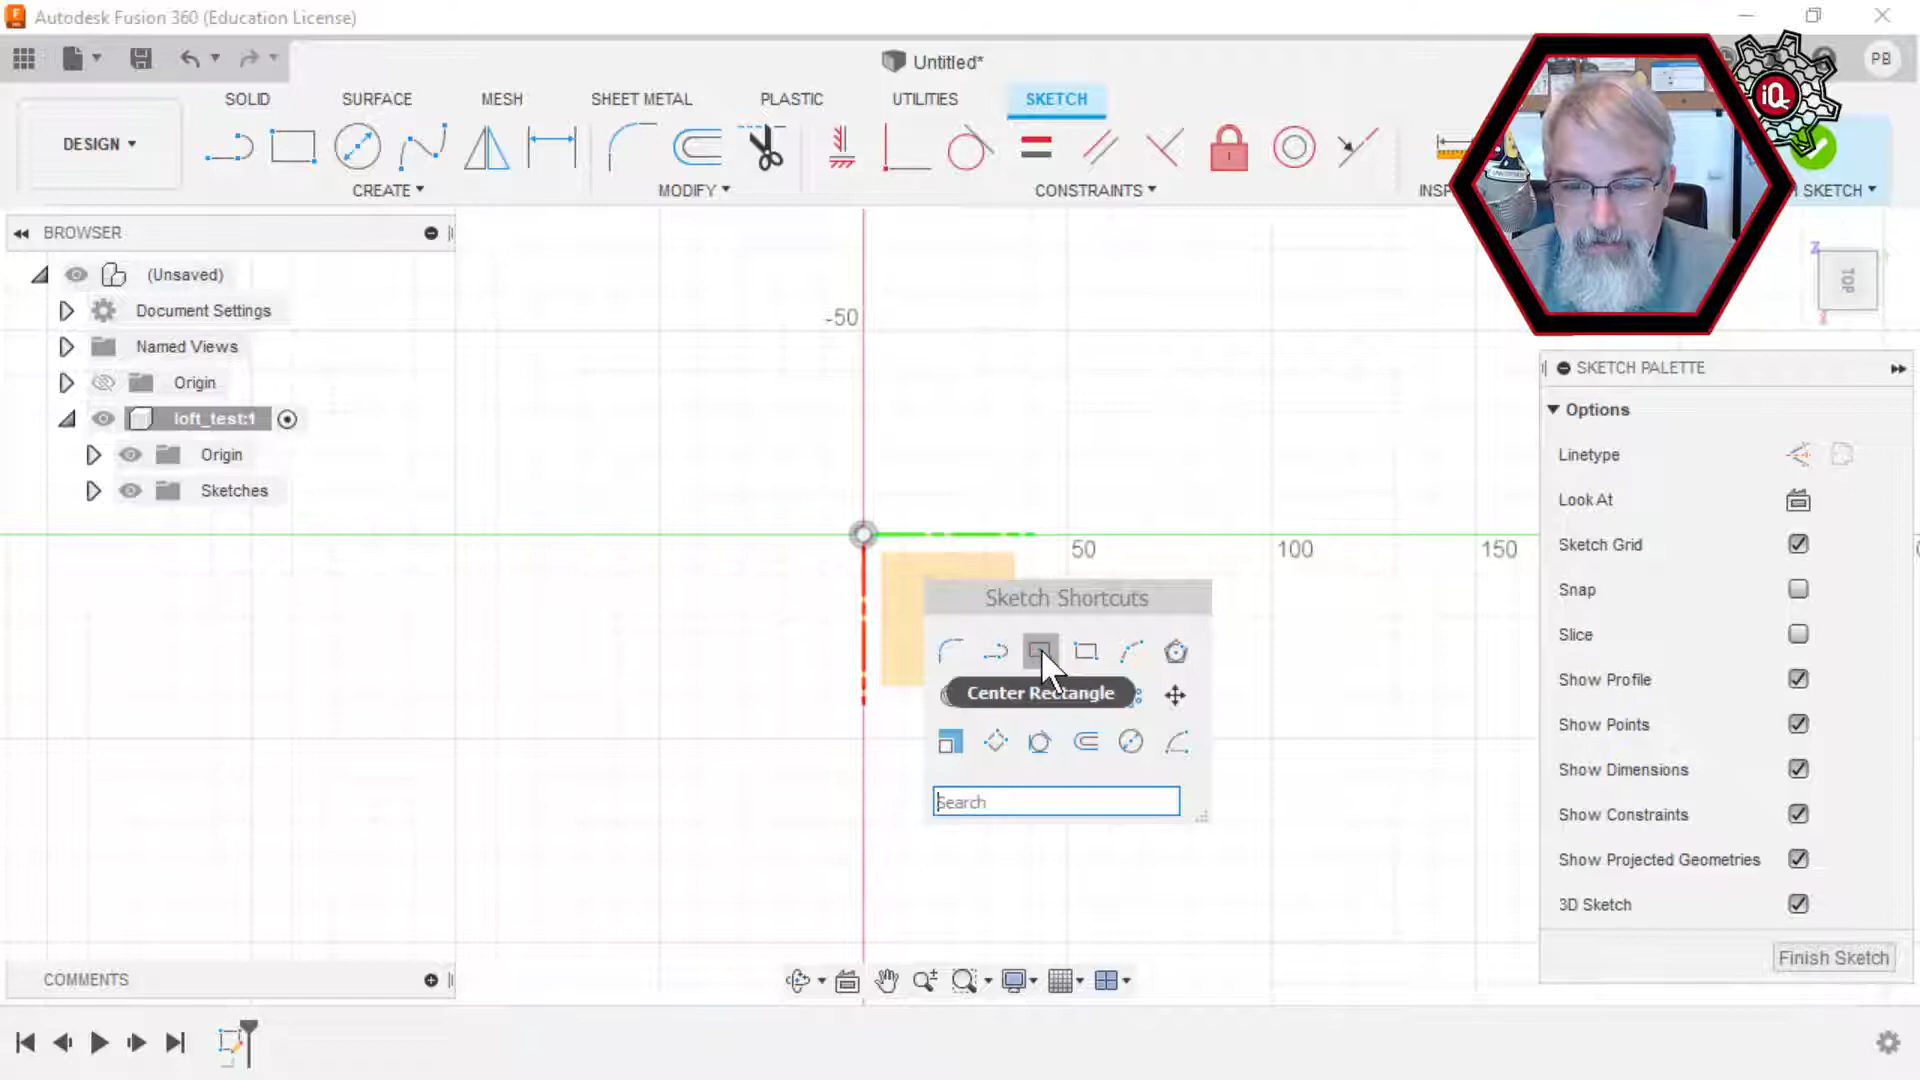 Autodesk Fusion 360 (Education License)
Untitled*
PB
iQ
DESIGN
SOLID
SURFACE
MESH
SHEET METAL
PLASTIC
UTILITIES
SKETCH
CREATE
MODIFY
CONSTRAINTS
INSP
SKETCH
BROWSER
(Unsaved)
Document Settings
Named Views
Origin
loft_test:1
Origin
Sketches
-50
50
100
150
Z
TOP
Sketch Shortcuts
Center Rectangle
Search
SKETCH PALETTE
Options
Linetype
Look At
Sketch Grid
Snap
Slice
Show Profile
Show Points
Show Dimensions
Show Constraints
Show Projected Geometries
3D Sketch
Finish Sketch
COMMENTS